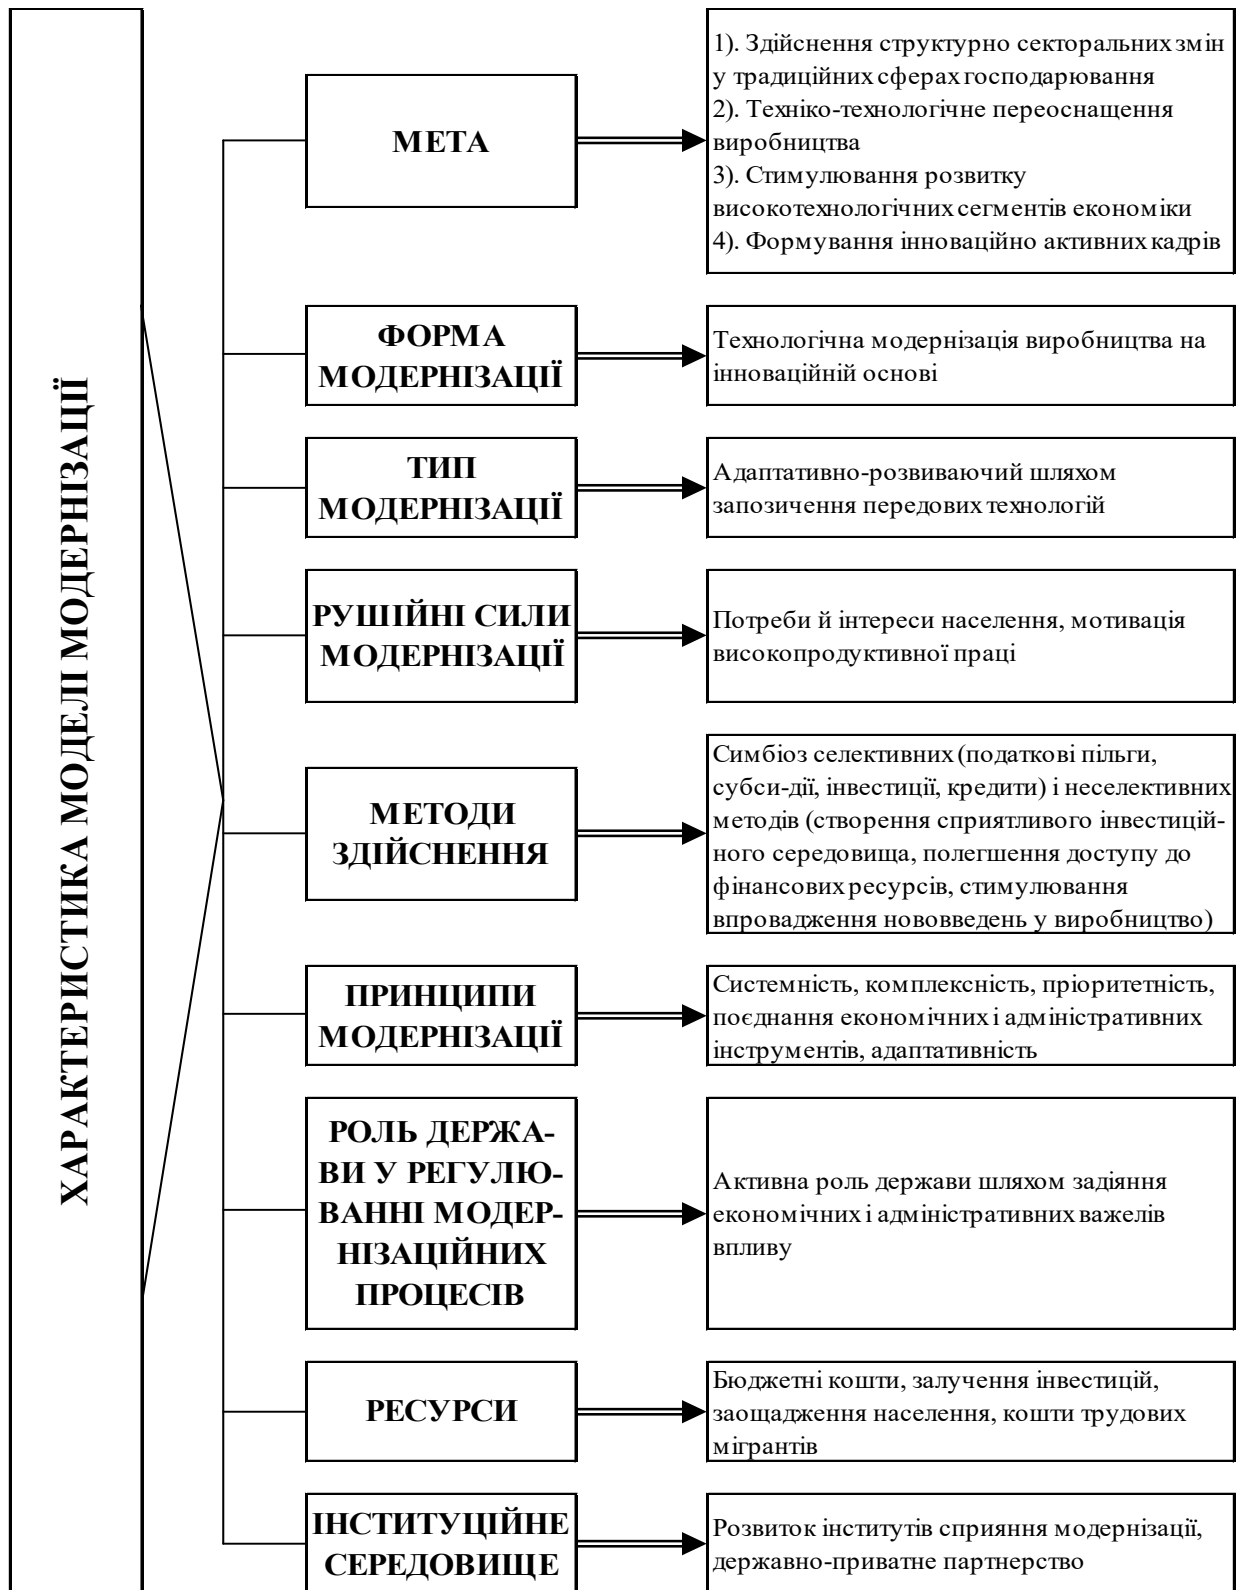 ХАРАКТЕРИСТИКА МОДЕЛІ МОДЕРНІЗАЦІЇ
МЕТА
1). Здійснення структурно секторальних змін
у традиційних сферах господарювання
2). Техніко-технологічне переоснащення
виробництва
3). Стимулювання розвитку
високотехнологічних сегментів економіки
4). Формування інноваційно активних кадрів
ФОРМА
МОДЕРНІЗАЦІЇ
Технологічна модернізація виробництва на
інноваційній основі
ТИП
МОДЕРНІЗАЦІЇ
Адаптативно-розвиваючий шляхом
запозичення передових технологій
РУШІЙНІ СИЛИ
МОДЕРНІЗАЦІЇ
Потреби й інтереси населення, мотивація
високопродуктивної праці
МЕТОДИ
ЗДІЙСНЕННЯ
Симбіоз селективних (податкові пільги,
субси-дії, інвестиції, кредити) і неселективних
методів (створення сприятливого інвестицій-
ного середовища, полегшення доступу до
фінансових ресурсів, стимулювання
впровадження нововведень у виробництво)
ПРИНЦИПИ
МОДЕРНІЗАЦІЇ
Системність, комплексність, пріоритетність,
поєднання економічних і адміністративних
інструментів, адаптативність
РОЛЬ ДЕРЖА-
ВИ У РЕГУЛЮ-
ВАННІ МОДЕР-
НІЗАЦІЙНИХ
ПРОЦЕСІВ
Активна роль держави шляхом задіяння
економічних і адміністративних важелів
впливу
РЕСУРСИ
Бюджетні кошти, залучення інвестицій,
заощадження населення, кошти трудових
мігрантів
ІНСТИТУЦІЙНЕ
СЕРЕДОВИЩЕ
Розвиток інститутів сприяння модернізації,
державно-приватне партнерство